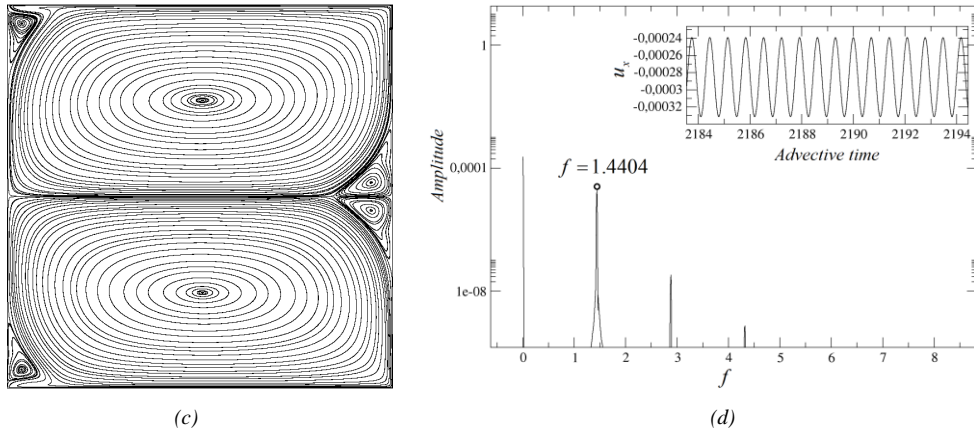 1
0,0001
1e-08
Amplitude
f = 1.4404
-0,00024
-0,00026
-0,00028
-0,0003
-0,00032
u_x
2184 2186 2188 2190 2192 2194
Advective time
0 1 2 3 4 5 6 7 8
f
(c) (d)